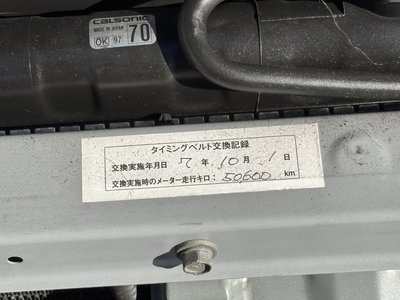 CALSONIC
MADE IN JAPAN
OK 97 70
タイミングベルト交換記録
交換実施年月日 7 年 10 月 1 日
交換実施時のメーター走行キロ: 50600 km